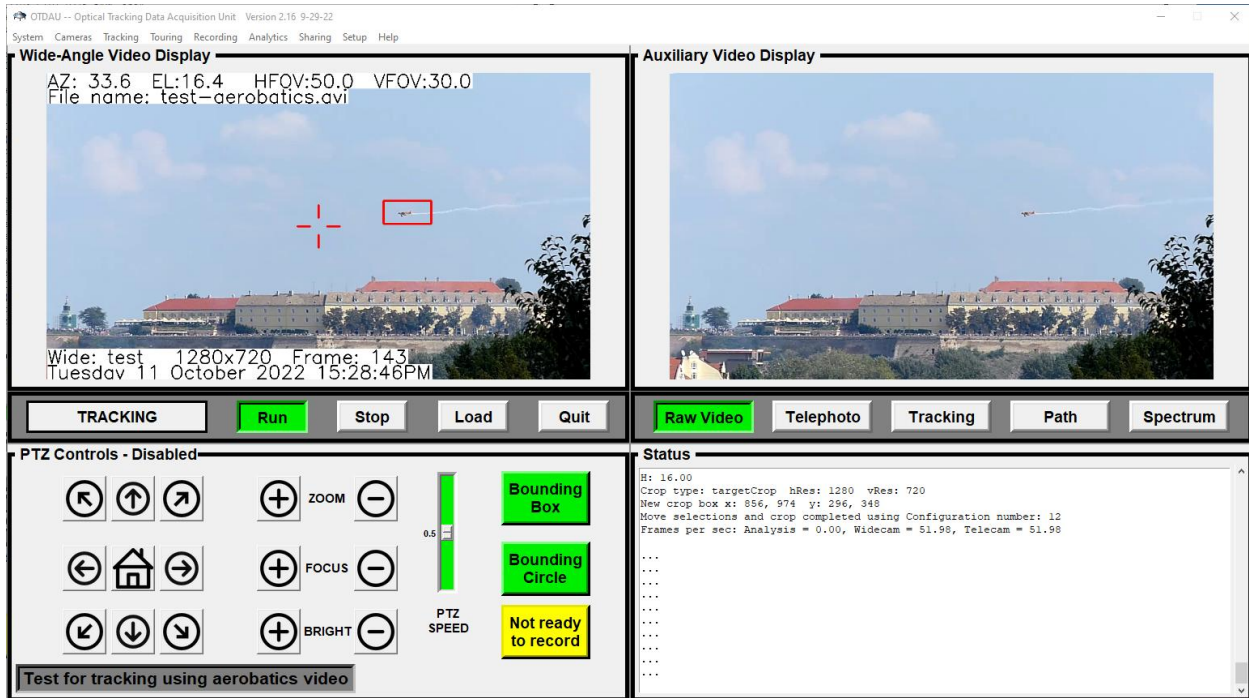 OTDAU -- Optical Tracking Data Acquisition Unit Version 2.16 9-29-22
System Cameras Tracking Touring Recording Analytics Sharing Setup Help
Wide-Angle Video Display
AZ: 33.6 EL:16.4 HFOV:50.0 VFOV:30.0
File name: test-aerobatics.avi
Wide: test 1280x720 Frame: 143
Tuesday 11 October 2022 15:28:46PM
TRACKING Run Stop Load Quit
Auxiliary Video Display
Raw Video Telephoto Tracking Path Spectrum
PTZ Controls - Disabled
ZOOM
FOCUS
BRIGHT
0.5
PTZ
SPEED
Bounding
Box
Bounding
Circle
Not ready
to record
Test for tracking using aerobatics video
Status
H: 16.00
Crop type: targetCrop hRes: 1280 vRes: 720
New crop box x: 856, 974 y: 296, 348
Move selections and crop completed using Configuration number: 12
Frames per sec: Analysis = 0.00, Widecam = 51.98, Telecam = 51.98
...
...
...
...
...
...
...
...
...
...